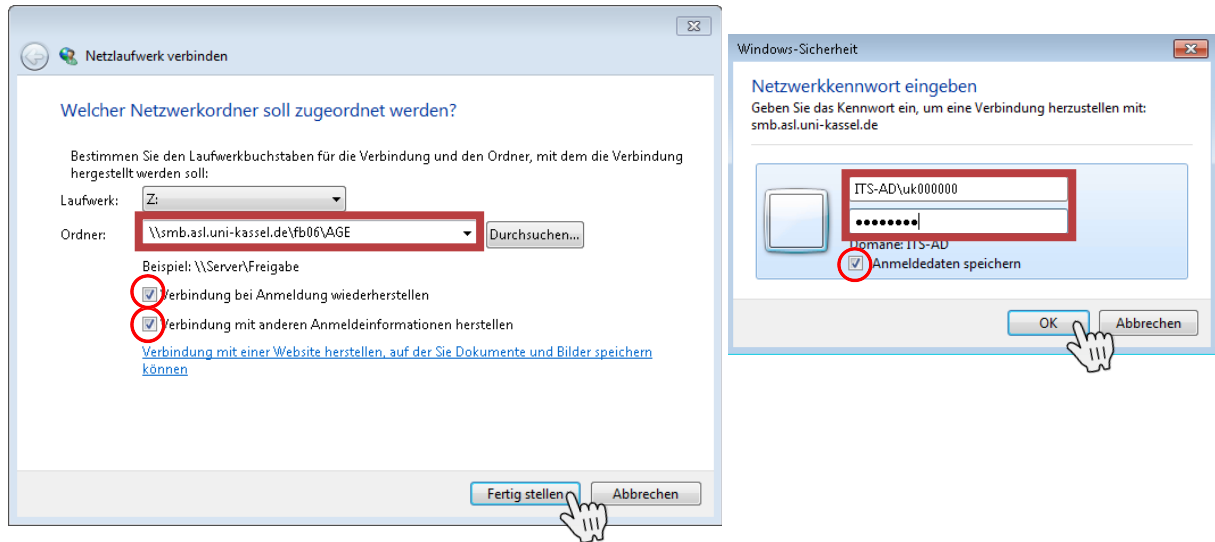 Netzlaufwerk verbinden
Welcher Netzwerkordner soll zugeordnet werden?
Bestimmen Sie den Laufwerkbuchstaben für die Verbindung und den Ordner, mit dem die Verbindung
hergestellt werden soll:
Laufwerk: Z:
Ordner: \\smb.asl.uni-kassel.de\fb06\AGE Durchsuchen...
Beispiel: \\Server\Freigabe
Verbindung bei Anmeldung wiederherstellen
Verbindung mit anderen Anmeldeinformationen herstellen
Verbindung mit einer Website herstellen, auf der Sie Dokumente und Bilder speichern
können
Fertig stellen Abbrechen
Windows-Sicherheit
Netzwerkkennwort eingeben
Geben Sie das Kennwort ein, um eine Verbindung herzustellen mit:
smb.asl.uni-kassel.de
ITS-AD\uk000000
●●●●●●●●
Domäne: ITS-AD
Anmeldedaten speichern
OK Abbrechen